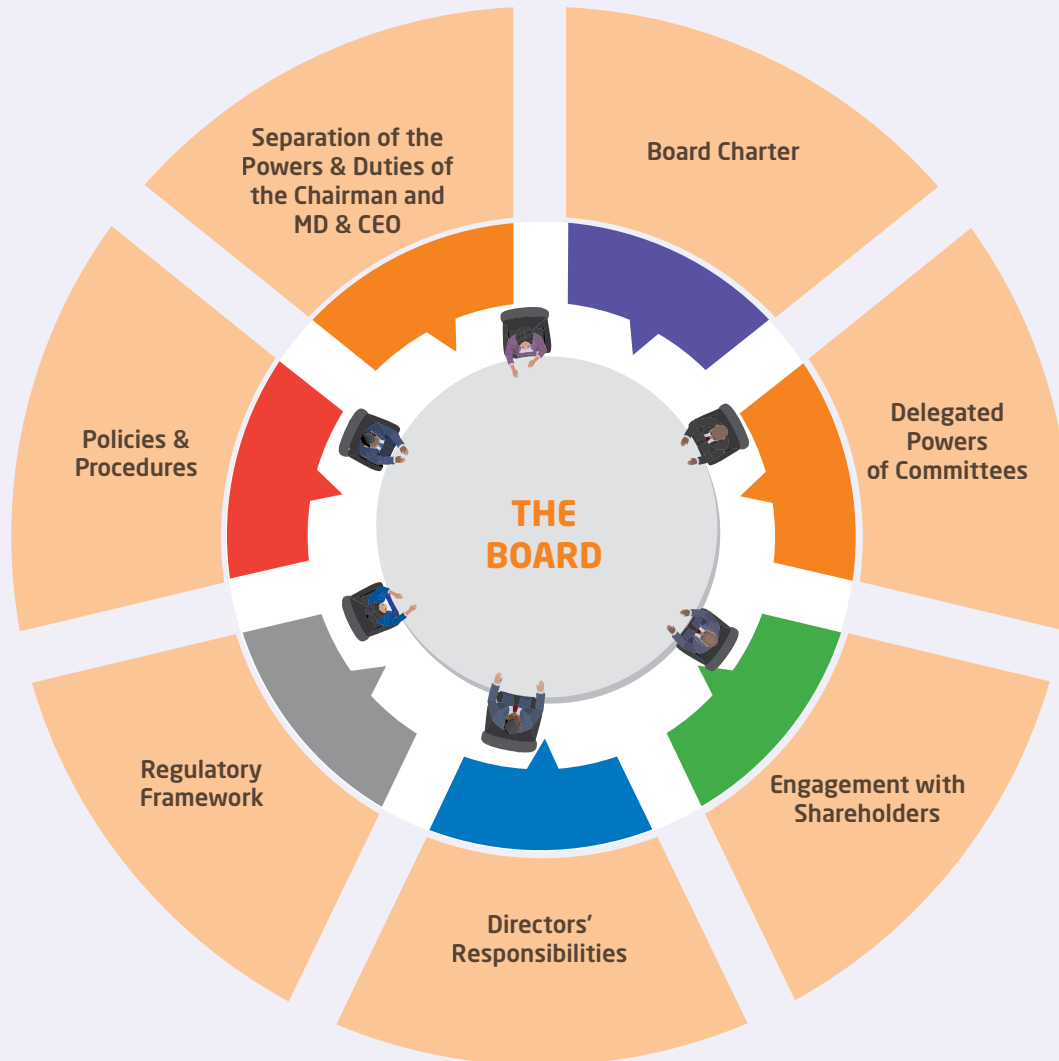 Separation of the
Powers & Duties of
the Chairman and
MD & CEO
Board Charter
Policies &
Procedures
Delegated
Powers
of Committees
THE
BOARD
Regulatory
Framework
Engagement with
Shareholders
Directors’
Responsibilities